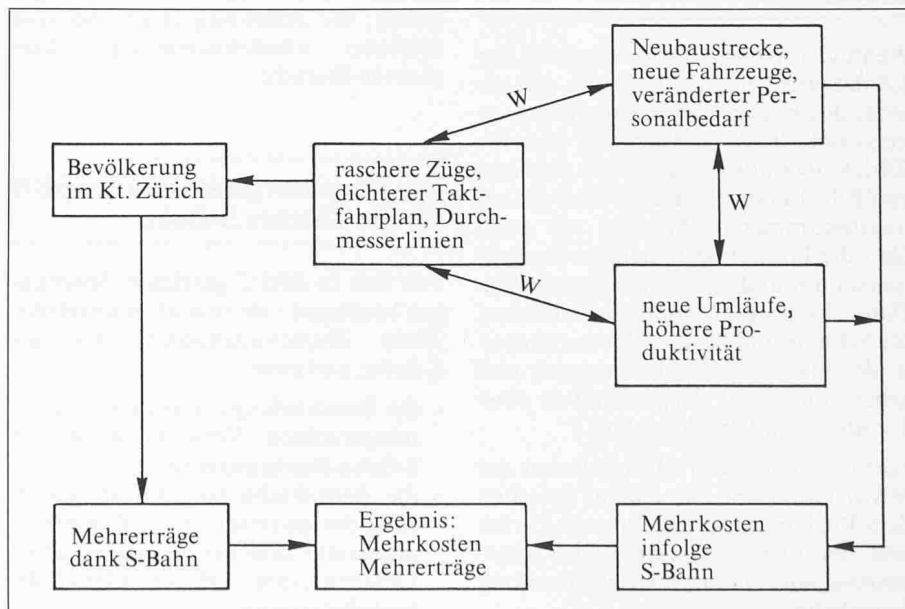 Neubaustrecke,
neue Fahrzeuge,
veränderter Per-
sonalbedarf
W
Bevölkerung
im Kt. Zürich
raschere Züge,
dichterer Takt-
fahrplan, Durch-
messerlinien
W
W
neue Umläufe,
höhere Pro-
duktivität
Mehrerträge
dank S-Bahn
Ergebnis:
Mehrkosten
Mehrerträge
Mehrkosten
infolge
S-Bahn